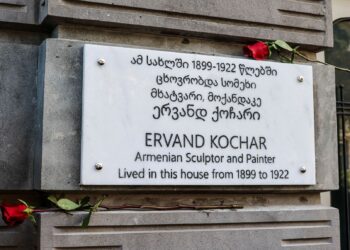 ამ სახლში 1899-1922 წლებში
ცხოვრობდა სომეხი
მხატვარი, მოქანდაკე
ერვანდ ქოჩარი
ERVAND KOCHAR
Armenian Sculptor and Painter
Lived in this house from 1899 to 1922